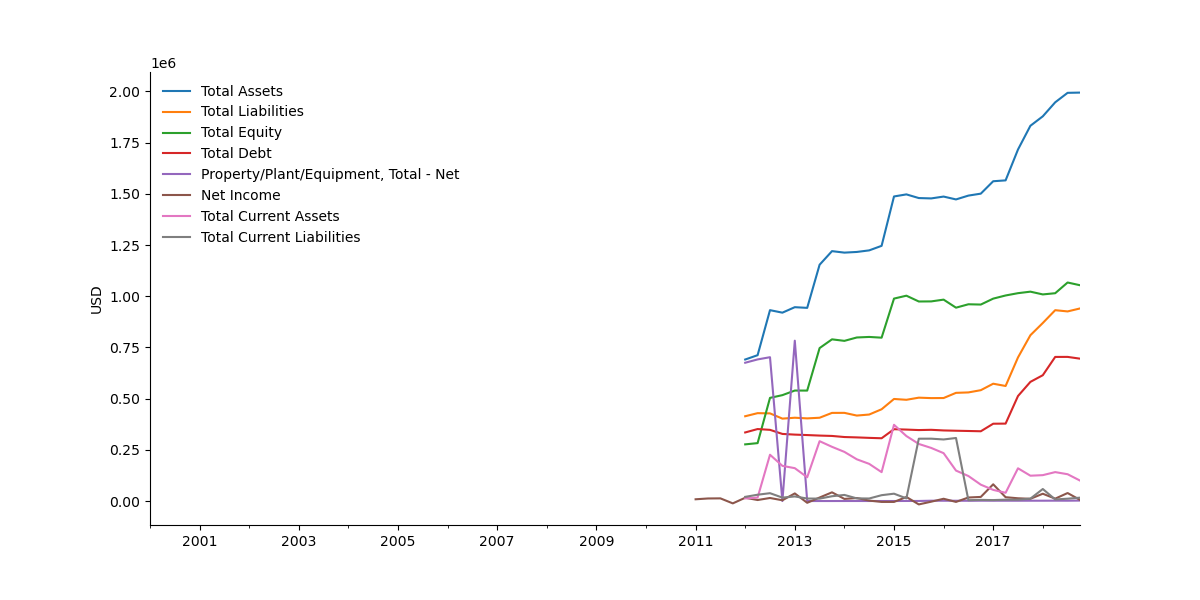 1e6
2.00
1.75
1.50
1.25
1.00
0.75
0.50
0.25
0.00
USD
Total Assets
Total Liabilities
Total Equity
Total Debt
Property/Plant/Equipment, Total - Net
Net Income
Total Current Assets
Total Current Liabilities
2001 2003 2005 2007 2009 2011 2013 2015 2017